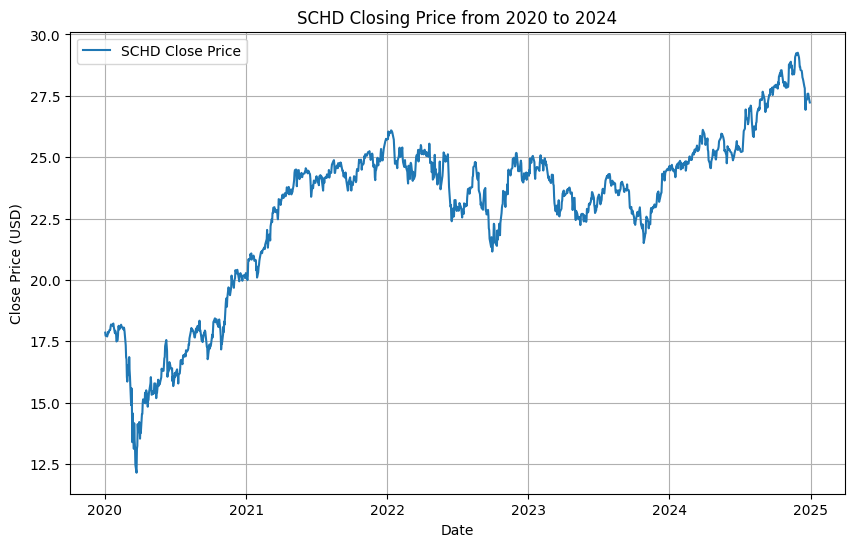 SCHD Closing Price from 2020 to 2024
SCHD Close Price
Close Price (USD)
30.0
27.5
25.0
22.5
20.0
17.5
15.0
12.5
2020 2021 2022 2023 2024 2025
Date